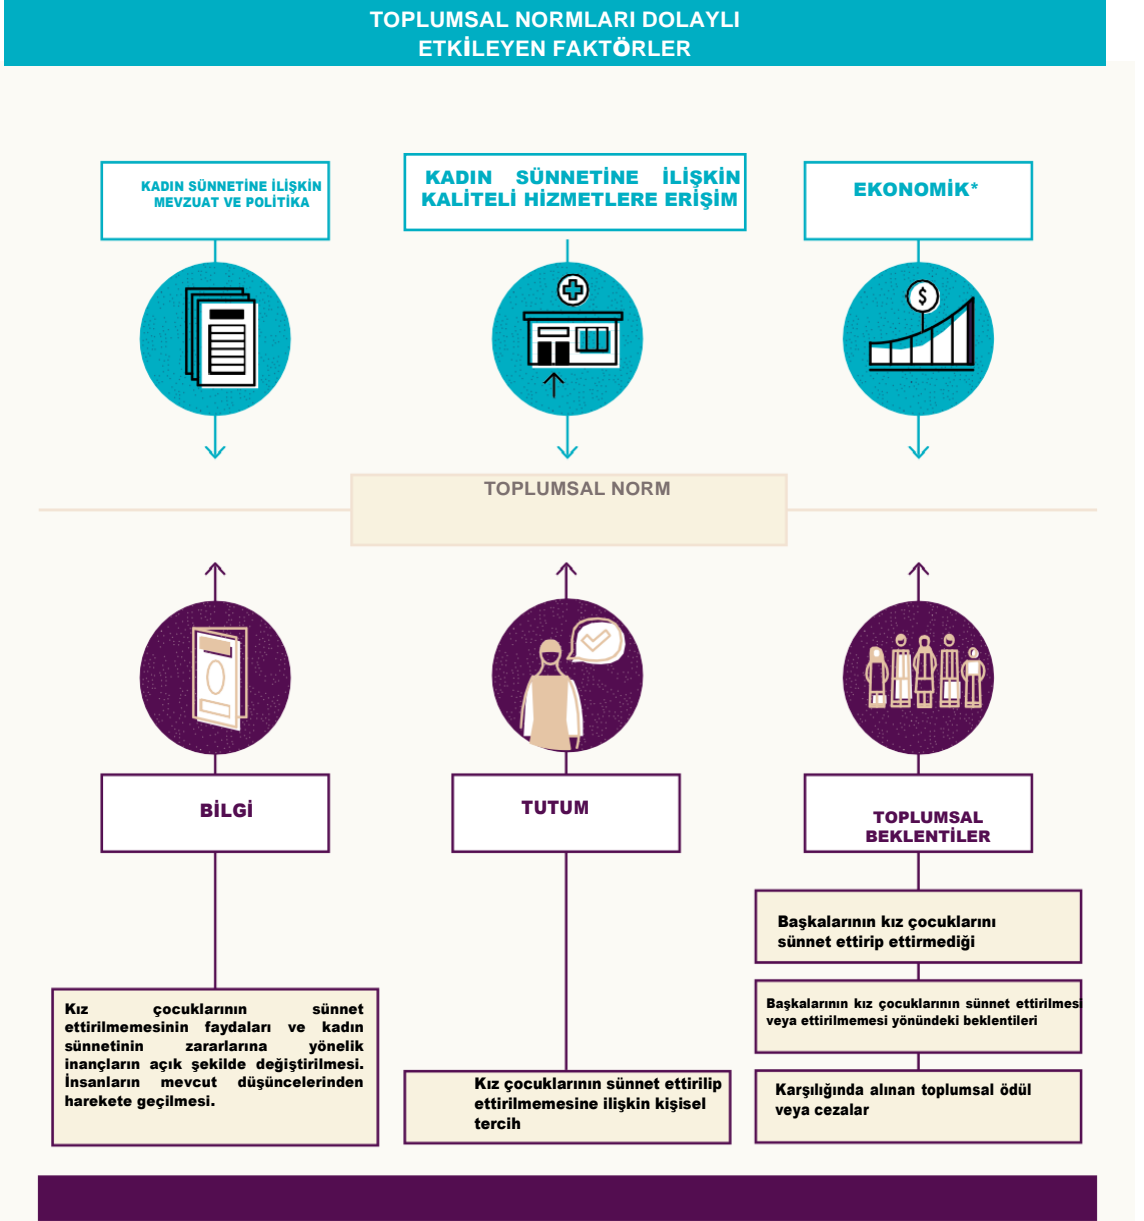 TOPLUMSAL NORMLARI DOLAYLI
ETKİLEYEN FAKTÖRLER
KADIN SÜNNETİNE İLİŞKİN
MEVZUAT VE POLİTİKA
KADIN SÜNNETİNE İLİŞKİN
KALİTELİ HİZMETLERE ERİŞİM
EKONOMİK*
$
TOPLUMSAL NORM
BİLGİ
TUTUM
TOPLUMSAL
BEKLENTİLER
Kız çocuklarının sünnet
ettirilmemesinin faydaları ve kadın
sünnetinin zararlarına yönelik
inançların açık şekilde değiştirilmesi.
İnsanların mevcut düşüncelerinden
harekete geçilmesi.
Kız çocuklarının sünnet ettirilip
ettirilmemesine ilişkin kişisel
tercih
Başkalarının kız çocuklarını
sünnet ettirip ettirmediği
Başkalarının kız çocuklarının sünnet ettirilmesi
veya ettirilmemesi yönündeki beklentileri
Karşılığında alınan toplumsal ödül
veya cezalar